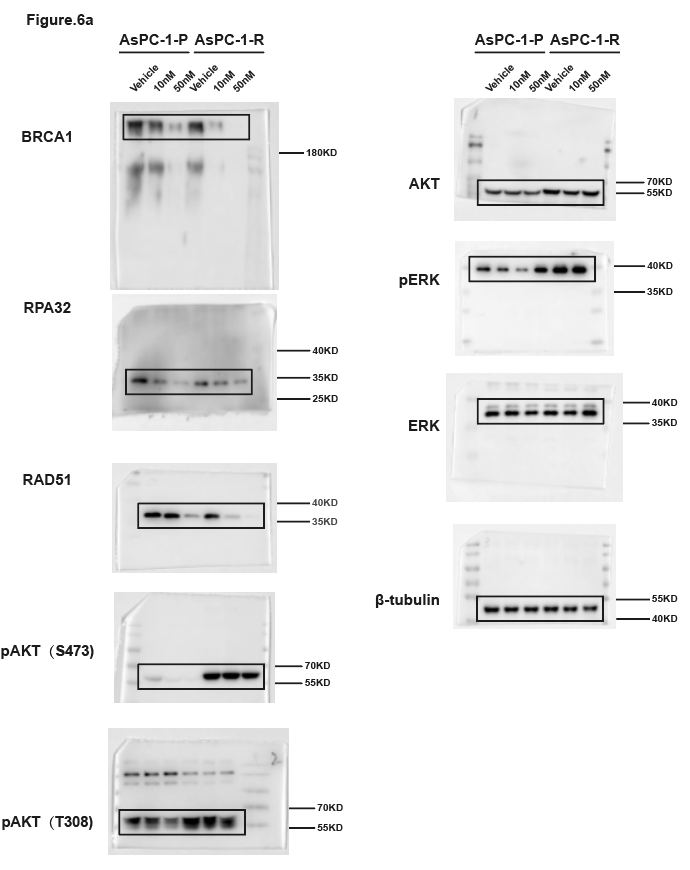 Figure.6a
AsPC-1-P AsPC-1-R
Vehicle 10nM 50nM Vehicle 10nM 50nM
BRCA1
180KD
RPA32
40KD
35KD
25KD
RAD51
40KD
35KD
pAKT（S473)
70KD
55KD
2
pAKT（T308)
70KD
55KD
AsPC-1-P AsPC-1-R
Vehicle 10nM 50nM Vehicle 10nM 50nM
AKT
70KD
55KD
pERK
40KD
35KD
ERK
40KD
35KD
β-tubulin
55KD
40KD